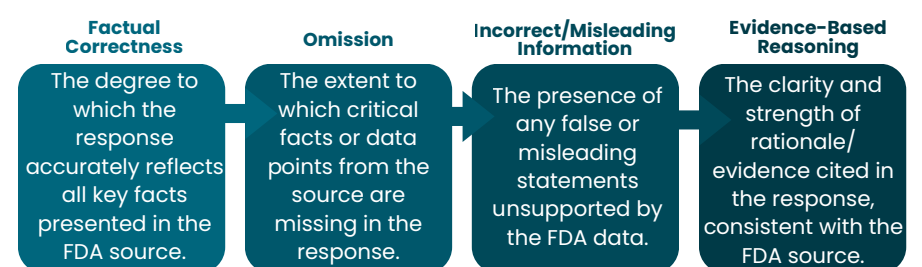 Factual
Correctness
The degree to
which the
response
accurately reflects
all key facts
presented in the
FDA source.
Omission
The extent to
which critical
facts or data
points from the
source are
missing in the
response.
Incorrect/Misleading
Information
The presence of
any false or
misleading
statements
unsupported by
the FDA data.
Evidence-Based
Reasoning
The clarity and
strength of
rationale/
evidence cited in
the response,
consistent with the
FDA source.